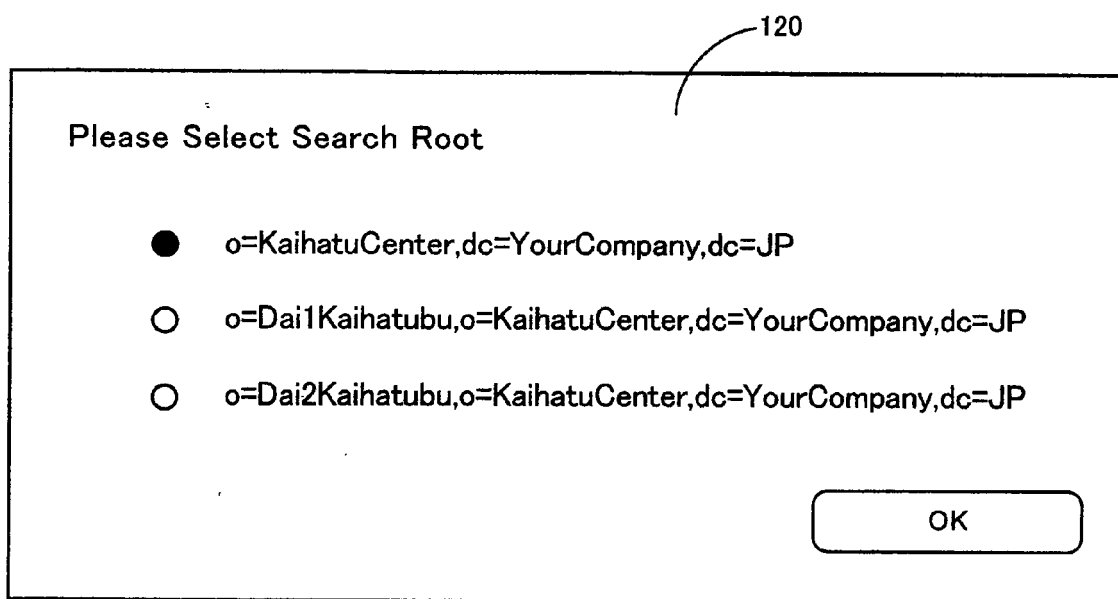 120
Please Select Search Root
o=KaihatuCenter,dc=YourCompany,dc=JP
o=Dai1Kaihatubu,o=KaihatuCenter,dc=YourCompany,dc=JP
o=Dai2Kaihatubu,o=KaihatuCenter,dc=YourCompany,dc=JP
OK